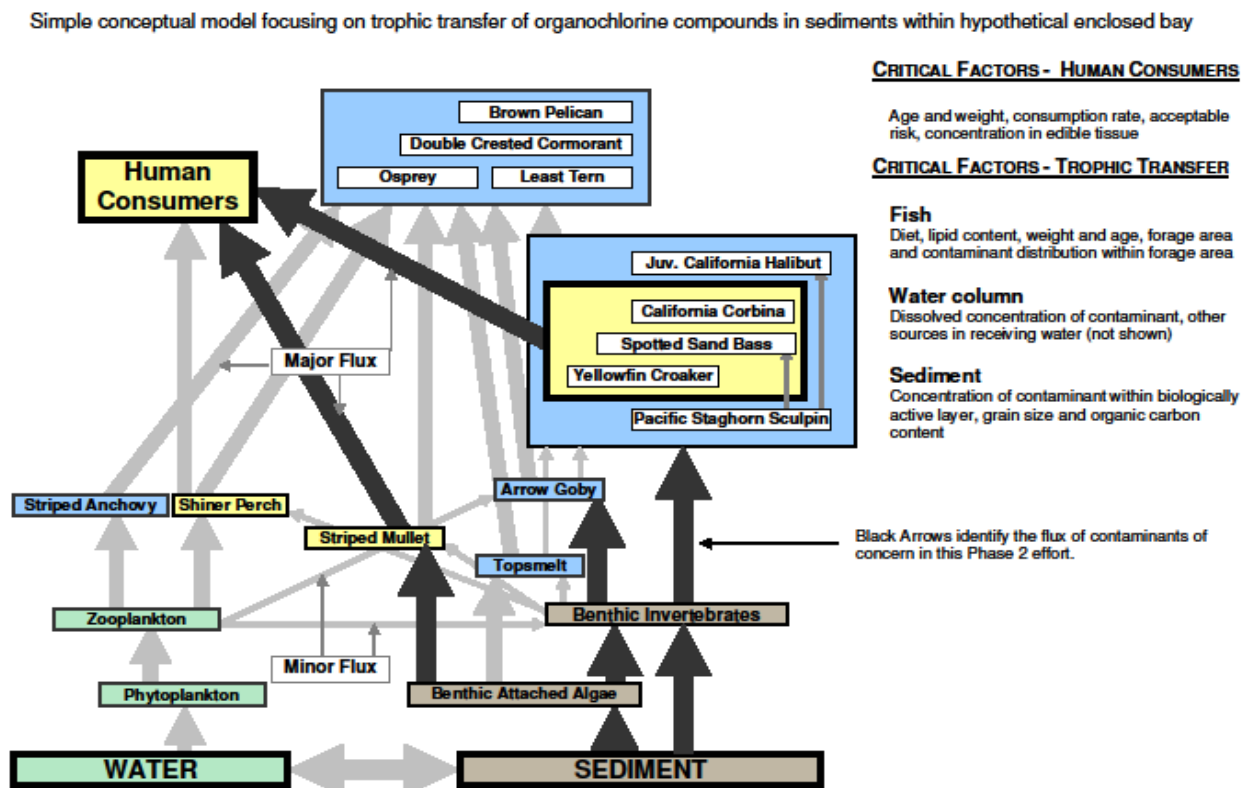 Simple conceptual model focusing on trophic transfer of organochlorine compounds in sediments within hypothetical enclosed bay
CRITICAL FACTORS - HUMAN CONSUMERS
Age and weight, consumption rate, acceptable
risk, concentration in edible tissue
CRITICAL FACTORS - TROPHIC TRANSFER
Fish
Diet, lipid content, weight and age, forage area
and contaminant distribution within forage area
Water column
Dissolved concentration of contaminant, other
sources in receiving water (not shown)
Sediment
Concentration of contaminant within biologically
active layer, grain size and organic carbon
content
Brown Pelican
Double Crested Cormorant
Osprey
Least Tern
Human
Consumers
Juv. California Halibut
California Corbina
Spotted Sand Bass
Yellowfin Croaker
Pacific Staghorn Sculpin
Major Flux
Striped Anchovy
Shiner Perch
Arrow Goby
Striped Mullet
Topsmelt
Black Arrows identify the flux of contaminants of
concern in this Phase 2 effort.
Zooplankton
Benthic Invertebrates
Minor Flux
Phytoplankton
Benthic Attached Algae
WATER
SEDIMENT